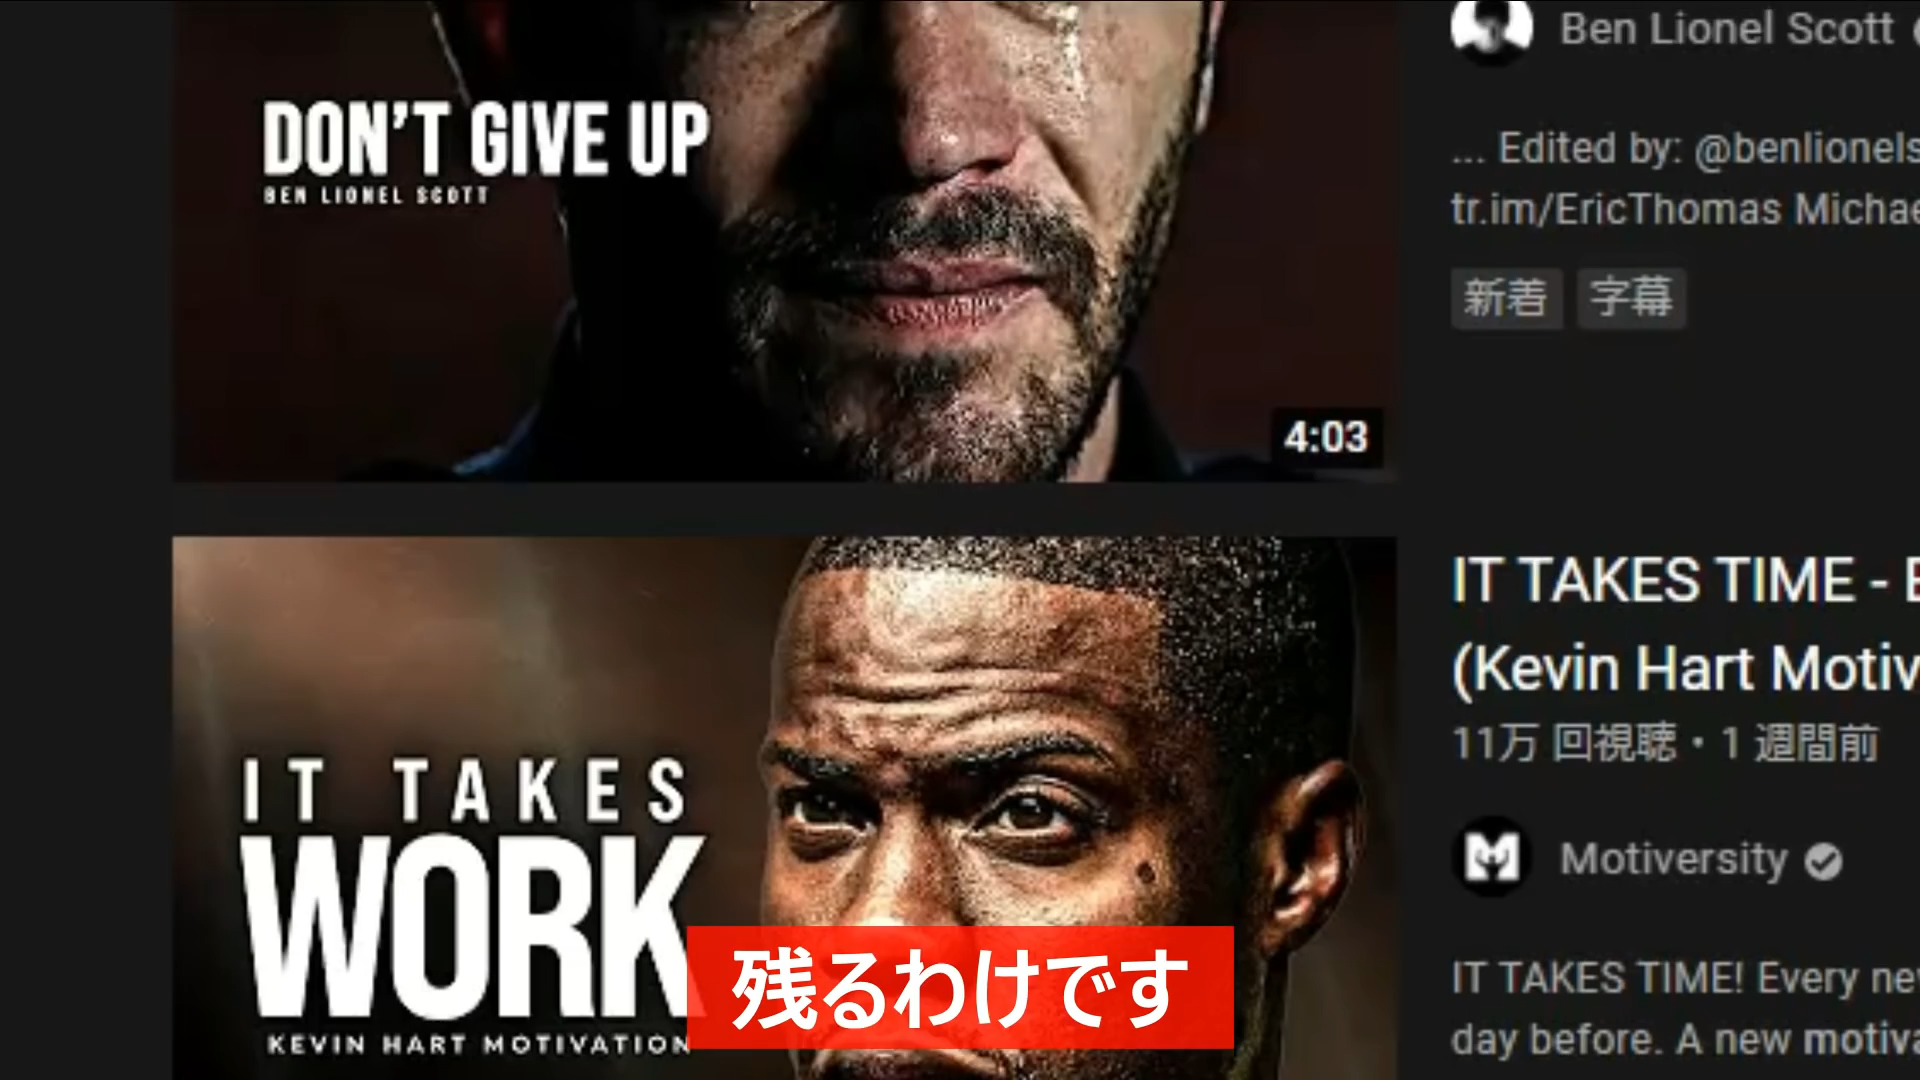 Ben Lionel Scott
DON'T GIVE UP
BEN LIONEL SCOTT
... Edited by: @benlionels
tr.im/EricThomas Michae
新着 字幕
4:03
IT TAKES TIME - E
(Kevin Hart Motiv
11万 回視聴・1 週間前
IT TAKES
WORK
KEVIN HART MOTIVATION
Motiversity
残るわけです
IT TAKES TIME! Every ne
day before. A new motiva